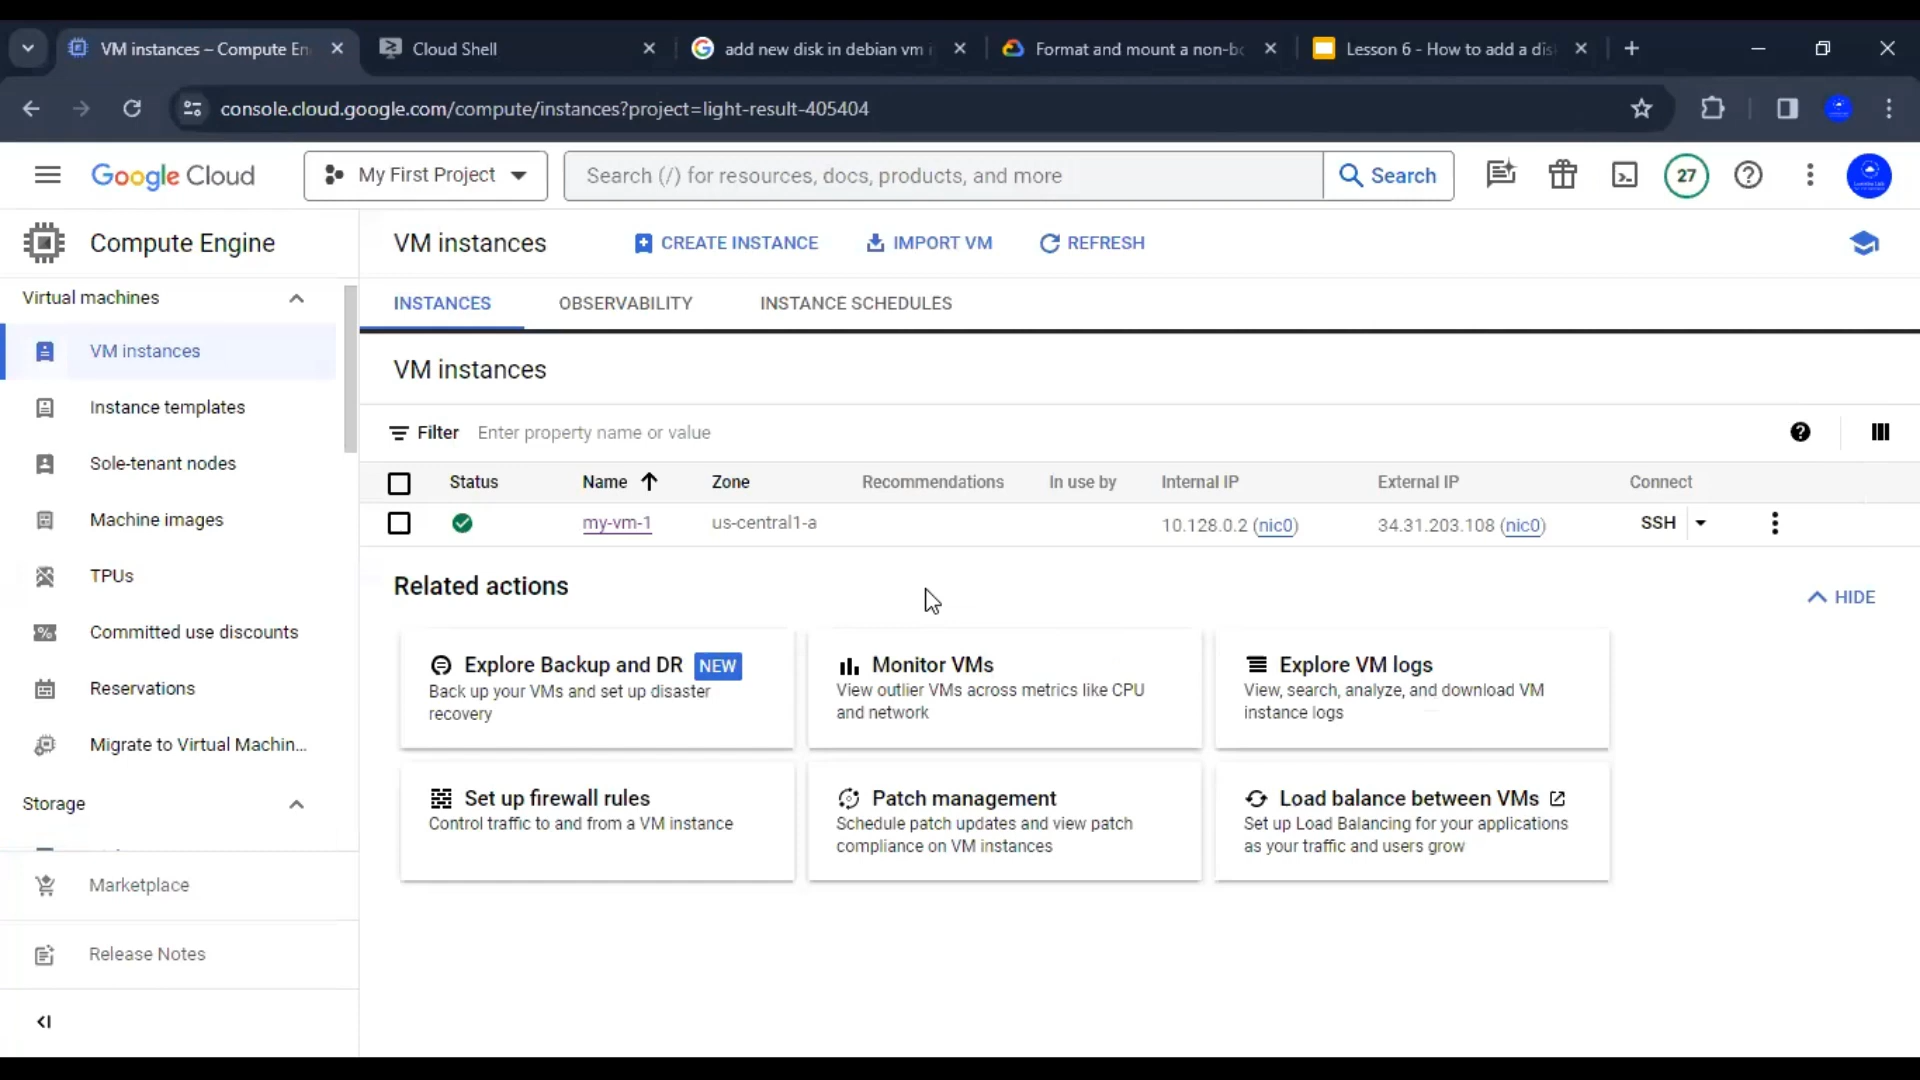 VM instances – Compute En
Cloud Shell
add new disk in debian vm i
Format and mount a non-bo
Lesson 6 - How to add a dis
console.cloud.google.com/compute/instances?project=light-result-405404
Google Cloud
My First Project
Search (/) for resources, docs, products, and more
Search
27
Compute Engine
VM instances
CREATE INSTANCE
IMPORT VM
REFRESH
Virtual machines
INSTANCES
OBSERVABILITY
INSTANCE SCHEDULES
VM instances
Instance templates
Sole-tenant nodes
Machine images
TPUs
Committed use discounts
Reservations
Migrate to Virtual Machin...
Storage
Marketplace
Release Notes
VM instances
Filter Enter property name or value
Status Name Zone Recommendations In use by Internal IP External IP Connect
my-vm-1 us-central1-a 10.128.0.2 (nic0) 34.31.203.108 (nic0) SSH
Related actions
HIDE
Explore Backup and DR NEW
Back up your VMs and set up disaster
recovery
Monitor VMs
View outlier VMs across metrics like CPU
and network
Explore VM logs
View, search, analyze, and download VM
instance logs
Set up firewall rules
Control traffic to and from a VM instance
Patch management
Schedule patch updates and view patch
compliance on VM instances
Load balance between VMs
Set up Load Balancing for your applications
as your traffic and users grow